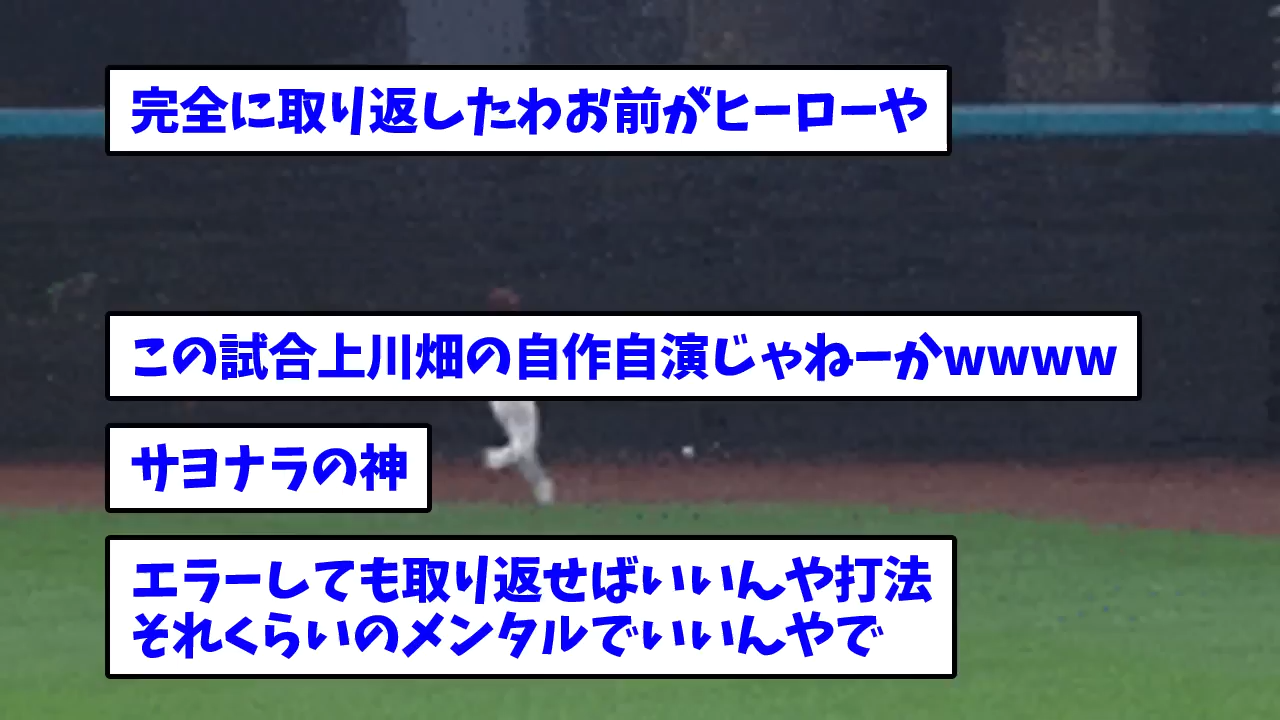 完全に取り返したわお前がヒーローや
この試合上川畑の自作自演じゃねーかwwww
サヨナラの神
エラーしても取り返せばいいんや打法
それくらいのメンタルでいいんやで